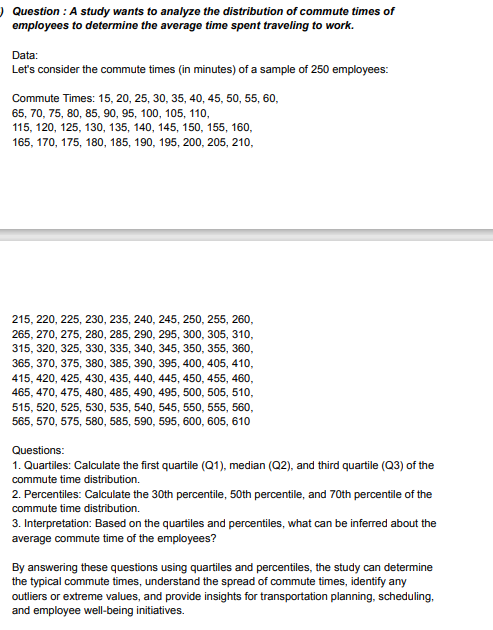 ) Question : A study wants to analyze the distribution of commute times of
employees to determine the average time spent traveling to work.
Data:
Let's consider the commute times (in minutes) of a sample of 250 employees:
Commute Times: 15, 20, 25, 30, 35, 40, 45, 50, 55, 60,
65, 70, 75, 80, 85, 90, 95, 100, 105, 110,
115, 120, 125, 130, 135, 140, 145, 150, 155, 160,
165, 170, 175, 180, 185, 190, 195, 200, 205, 210,
215, 220, 225, 230, 235, 240, 245, 250, 255, 260,
265, 270, 275, 280, 285, 290, 295, 300, 305, 310,
315, 320, 325, 330, 335, 340, 345, 350, 355, 360,
365, 370, 375, 380, 385, 390, 395, 400, 405, 410,
415, 420, 425, 430, 435, 440, 445, 450, 455, 460,
465, 470, 475, 480, 485, 490, 495, 500, 505, 510,
515, 520, 525, 530, 535, 540, 545, 550, 555, 560,
565, 570, 575, 580, 585, 590, 595, 600, 605, 610
Questions:
1. Quartiles: Calculate the first quartile (Q1), median (Q2), and third quartile (Q3) of the
commute time distribution.
2. Percentiles: Calculate the 30th percentile, 50th percentile, and 70th percentile of the
commute time distribution.
3. Interpretation: Based on the quartiles and percentiles, what can be inferred about the
average commute time of the employees?
By answering these questions using quartiles and percentiles, the study can determine
the typical commute times, understand the spread of commute times, identify any
outliers or extreme values, and provide insights for transportation planning, scheduling,
and employee well-being initiatives.